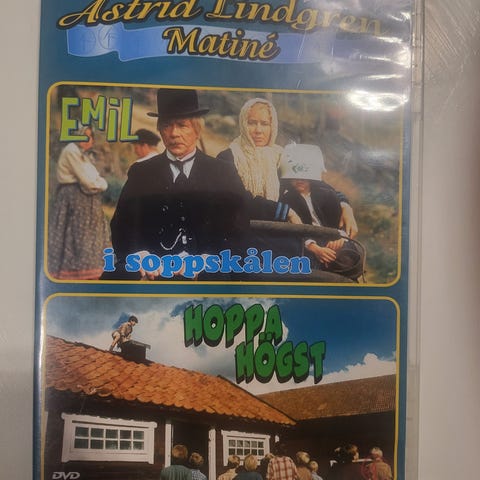 Astrid Lindgren
Matiné
EMIL
i soppskålen
HOPPA
HÖGST
DVD